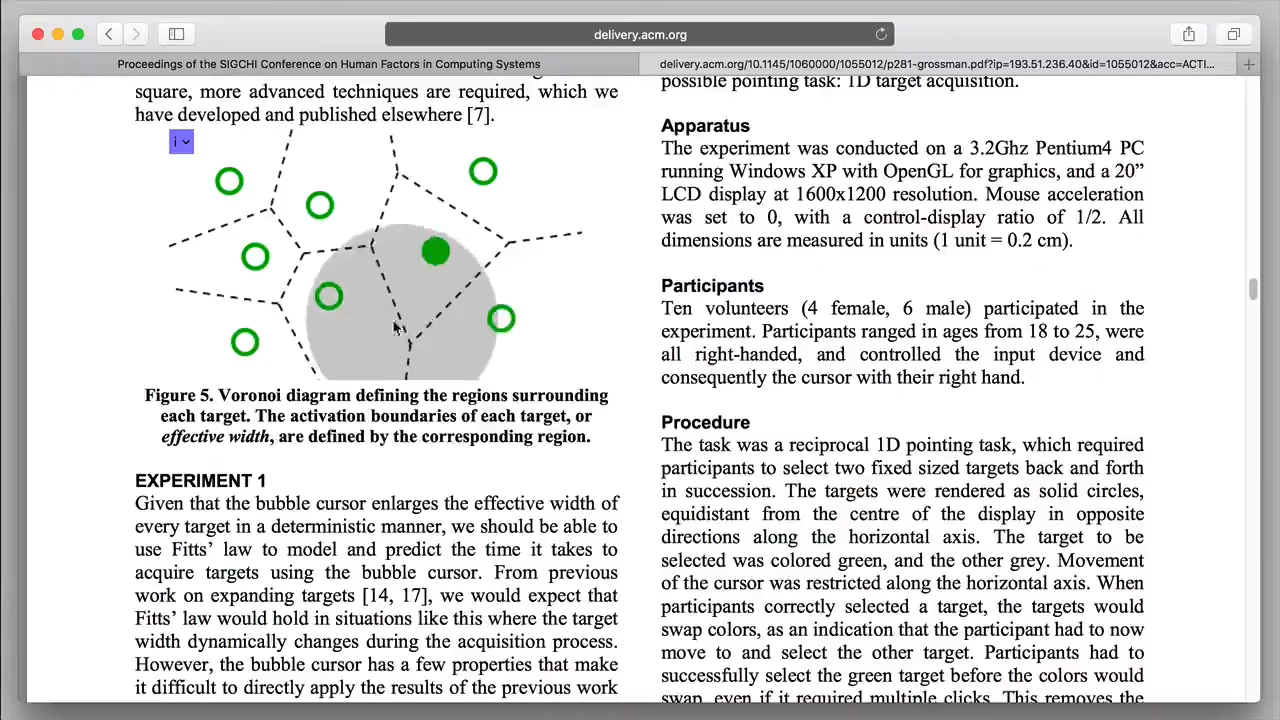 delivery.acm.org
Proceedings of the SIGCHI Conference on Human Factors in Computing Systems
delivery.acm.org/10.1145/1060000/1055012/p281-grossman.pdf?ip=193.51.236.40&id=1055012&acc=ACTI...
square, more advanced techniques are required, which we
have developed and published elsewhere [7].
i
Figure 5. Voronoi diagram defining the regions surrounding
each target. The activation boundaries of each target, or
effective width, are defined by the corresponding region.
EXPERIMENT 1
Given that the bubble cursor enlarges the effective width of
every target in a deterministic manner, we should be able to
use Fitts’ law to model and predict the time it takes to
acquire targets using the bubble cursor. From previous
work on expanding targets [14, 17], we would expect that
Fitts’ law would hold in situations like this where the target
width dynamically changes during the acquisition process.
However, the bubble cursor has a few properties that make
it difficult to directly apply the results of the previous work
possible pointing task: 1D target acquisition.
Apparatus
The experiment was conducted on a 3.2Ghz Pentium4 PC
running Windows XP with OpenGL for graphics, and a 20”
LCD display at 1600x1200 resolution. Mouse acceleration
was set to 0, with a control-display ratio of 1/2. All
dimensions are measured in units (1 unit = 0.2 cm).
Participants
Ten volunteers (4 female, 6 male) participated in the
experiment. Participants ranged in ages from 18 to 25, were
all right-handed, and controlled the input device and
consequently the cursor with their right hand.
Procedure
The task was a reciprocal 1D pointing task, which required
participants to select two fixed sized targets back and forth
in succession. The targets were rendered as solid circles,
equidistant from the centre of the display in opposite
directions along the horizontal axis. The target to be
selected was colored green, and the other grey. Movement
of the cursor was restricted along the horizontal axis. When
participants correctly selected a target, the targets would
swap colors, as an indication that the participant had to now
move to and select the other target. Participants had to
successfully select the green target before the colors would
swap, even if it required multiple clicks. This removes the